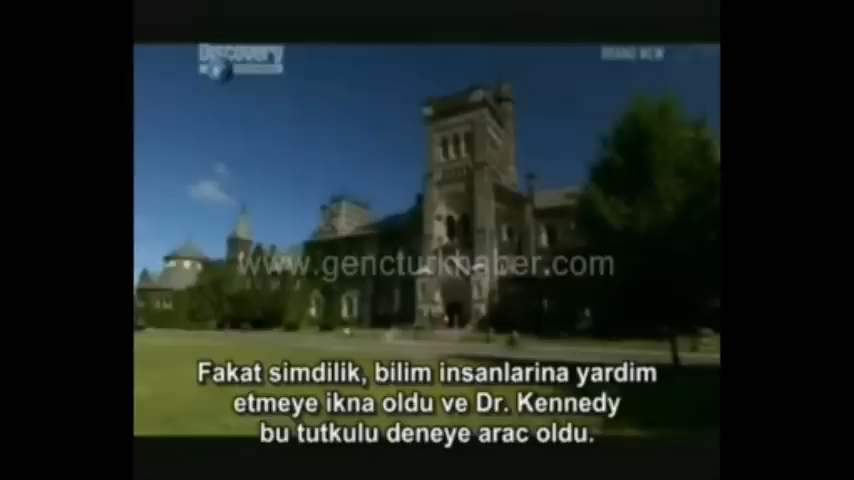 Discovery
BRAND NEW
www.gencturkhaber.com
Fakat simdilik, bilim insanlarina yardim
etmeye ikna oldu ve Dr. Kennedy
bu tutkulu deneye arac oldu.